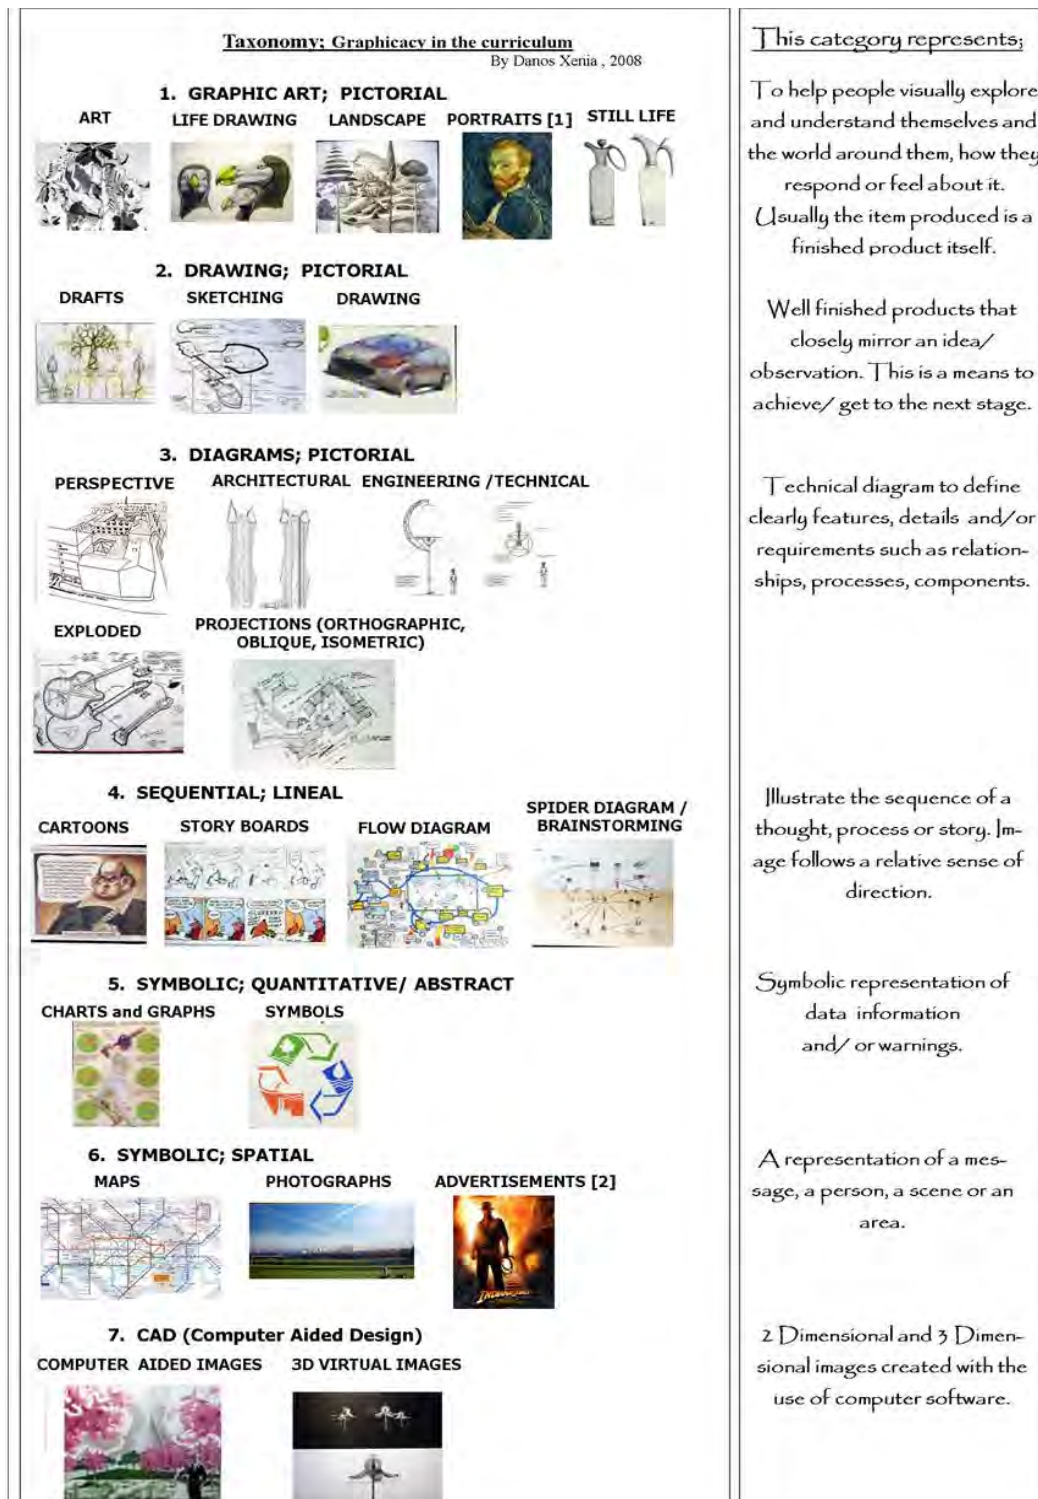 Taxonomy; Graphicacy in the curriculum
By Danos Xenia , 2008
1. GRAPHIC ART; PICTORIAL
ART
LIFE DRAWING
LANDSCAPE
PORTRAITS [1]
STILL LIFE
2. DRAWING; PICTORIAL
DRAFTS
SKETCHING
DRAWING
3. DIAGRAMS; PICTORIAL
PERSPECTIVE
ARCHITECTURAL
ENGINEERING /TECHNICAL
EXPLODED
PROJECTIONS (ORTHOGRAPHIC,
OBLIQUE, ISOMETRIC)
4. SEQUENTIAL; LINEAL
CARTOONS
STORY BOARDS
FLOW DIAGRAM
SPIDER DIAGRAM /
BRAINSTORMING
5. SYMBOLIC; QUANTITATIVE/ ABSTRACT
CHARTS and GRAPHS
SYMBOLS
6. SYMBOLIC; SPATIAL
MAPS
PHOTOGRAPHS
ADVERTISEMENTS [2]
INDIANA JONES
7. CAD (Computer Aided Design)
COMPUTER AIDED IMAGES
3D VIRTUAL IMAGES
This category represents;
To help people visually explore
and understand themselves and
the world around them, how they
respond or feel about it.
Usually the item produced is a
finished product itself.
Well finished products that
closely mirror an idea/
observation. This is a means to
achieve/ get to the next stage.
Technical diagram to define
clearly features, details and/or
requirements such as relation-
ships, processes, components.
Illustrate the sequence of a
thought, process or story. Im-
age follows a relative sense of
direction.
Symbolic representation of
data information
and/ or warnings.
A representation of a mes-
sage, a person, a scene or an
area.
2 Dimensional and 3 Dimen-
sional images created with the
use of computer software.